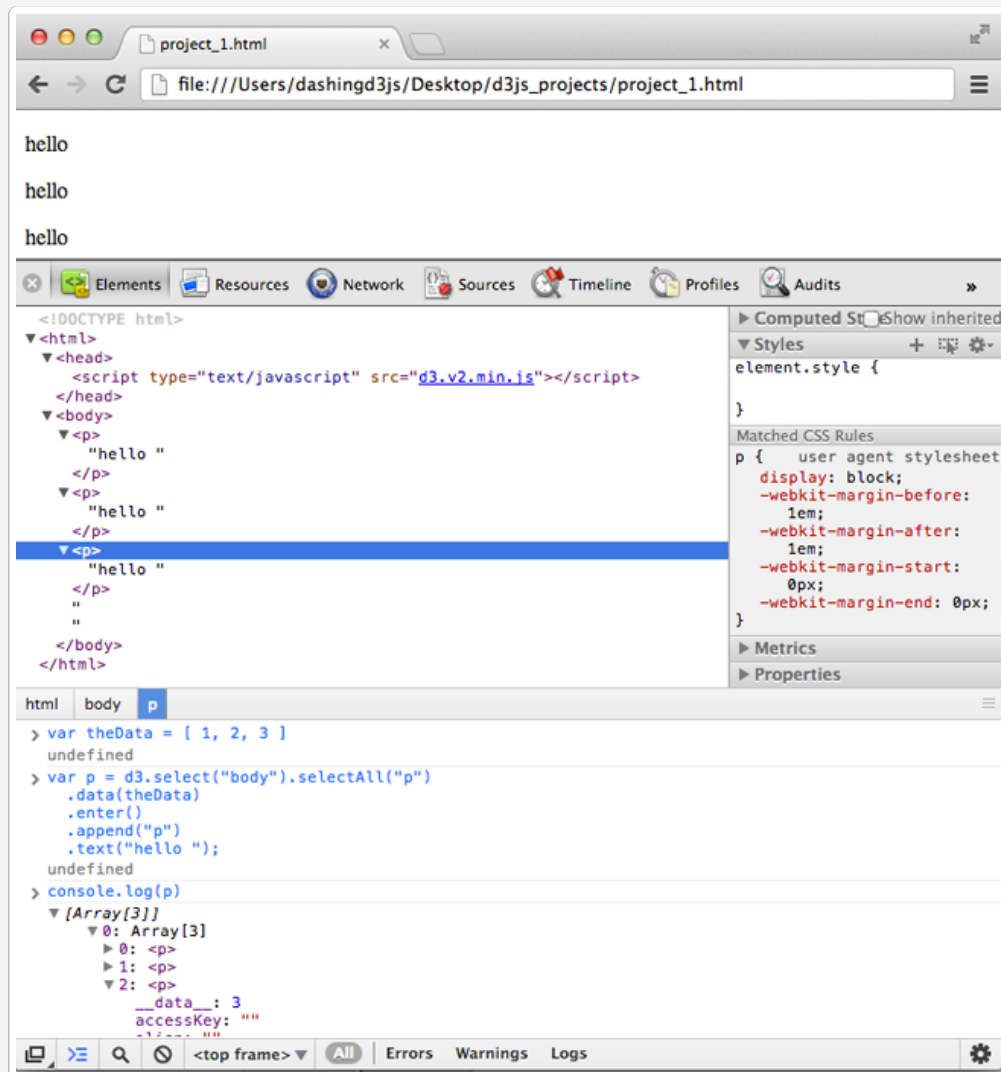 project_1.html
file:///Users/dashingd3js/Desktop/d3js_projects/project_1.html
hello
hello
hello
Elements Resources Network Sources Timeline Profiles Audits »
<!DOCTYPE html>
▼<html>
▼<head>
<script type="text/javascript" src="d3.v2.min.js"></script>
</head>
▼<body>
▼<p>
"hello "
</p>
▼<p>
"hello "
</p>
▼<p>
"hello "
</p>
"
"
</body>
</html>
▶ Computed St Show inherited
▼ Styles
element.style {
}
Matched CSS Rules
p { user agent stylesheet
display: block;
-webkit-margin-before:
1em;
-webkit-margin-after:
1em;
-webkit-margin-start:
0px;
-webkit-margin-end: 0px;
}
▶ Metrics
▶ Properties
html body p
> var theData = [ 1, 2, 3 ]
undefined
> var p = d3.select("body").selectAll("p")
.data(theData)
.enter()
.append("p")
.text("hello ");
undefined
> console.log(p)
▼ [Array[3]]
▼ 0: Array[3]
▶ 0: <p>
▶ 1: <p>
▼ 2: <p>
__data__: 3
accessKey: ""
<top frame> ▼ All Errors Warnings Logs